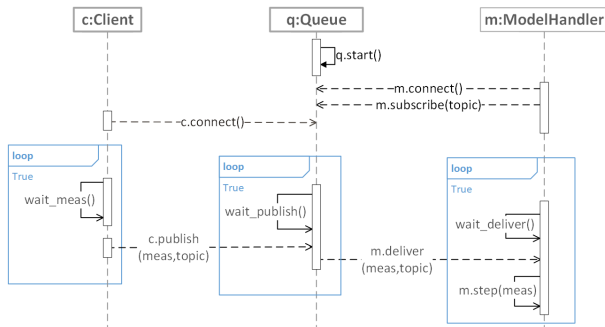 c:Client
q:Queue
m:ModelHandler
q.start()
m.connect()
m.subscribe(topic)
c.connect()
loop
True
wait_meas()
loop
True
wait_publish()
loop
True
wait_deliver()
c.publish
(meas,topic)
m.deliver
(meas,topic)
m.step(meas)